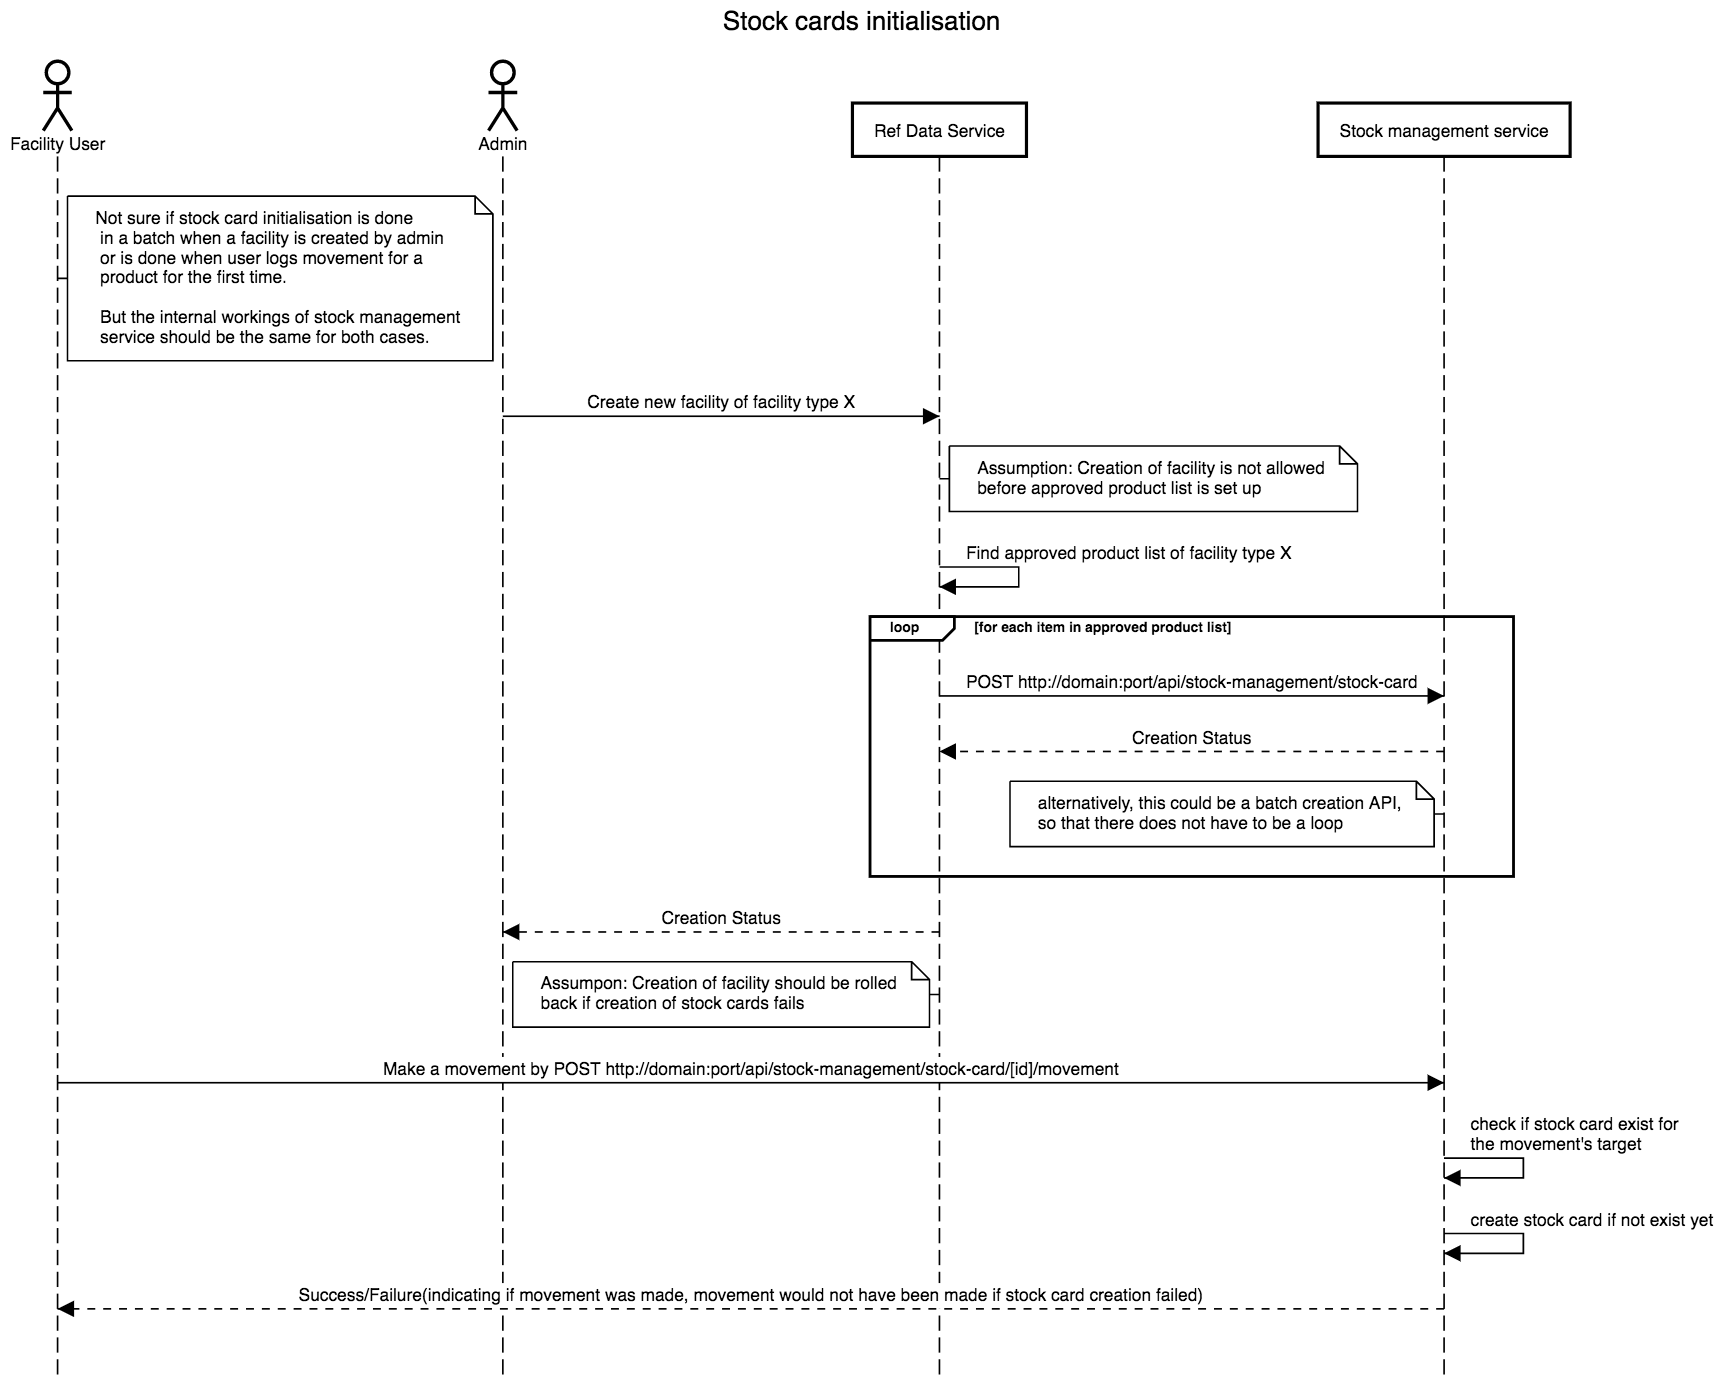 Stock cards initialisation
Facility User
Admin
Ref Data Service
Stock management service
Not sure if stock card initialisation is done
in a batch when a facility is created by admin
or is done when user logs movement for a
product for the first time.
But the internal workings of stock management
service should be the same for both cases.
Create new facility of facility type X
Assumption: Creation of facility is not allowed
before approved product list is set up
Find approved product list of facility type X
loop
[for each item in approved product list]
POST http://domain:port/api/stock-management/stock-card
Creation Status
alternatively, this could be a batch creation API,
so that there does not have to be a loop
Creation Status
Assumpon: Creation of facility should be rolled
back if creation of stock cards fails
Make a movement by POST http://domain:port/api/stock-management/stock-card/[id]/movement
check if stock card exist for
the movement's target
create stock card if not exist yet
Success/Failure(indicating if movement was made, movement would not have been made if stock card creation failed)